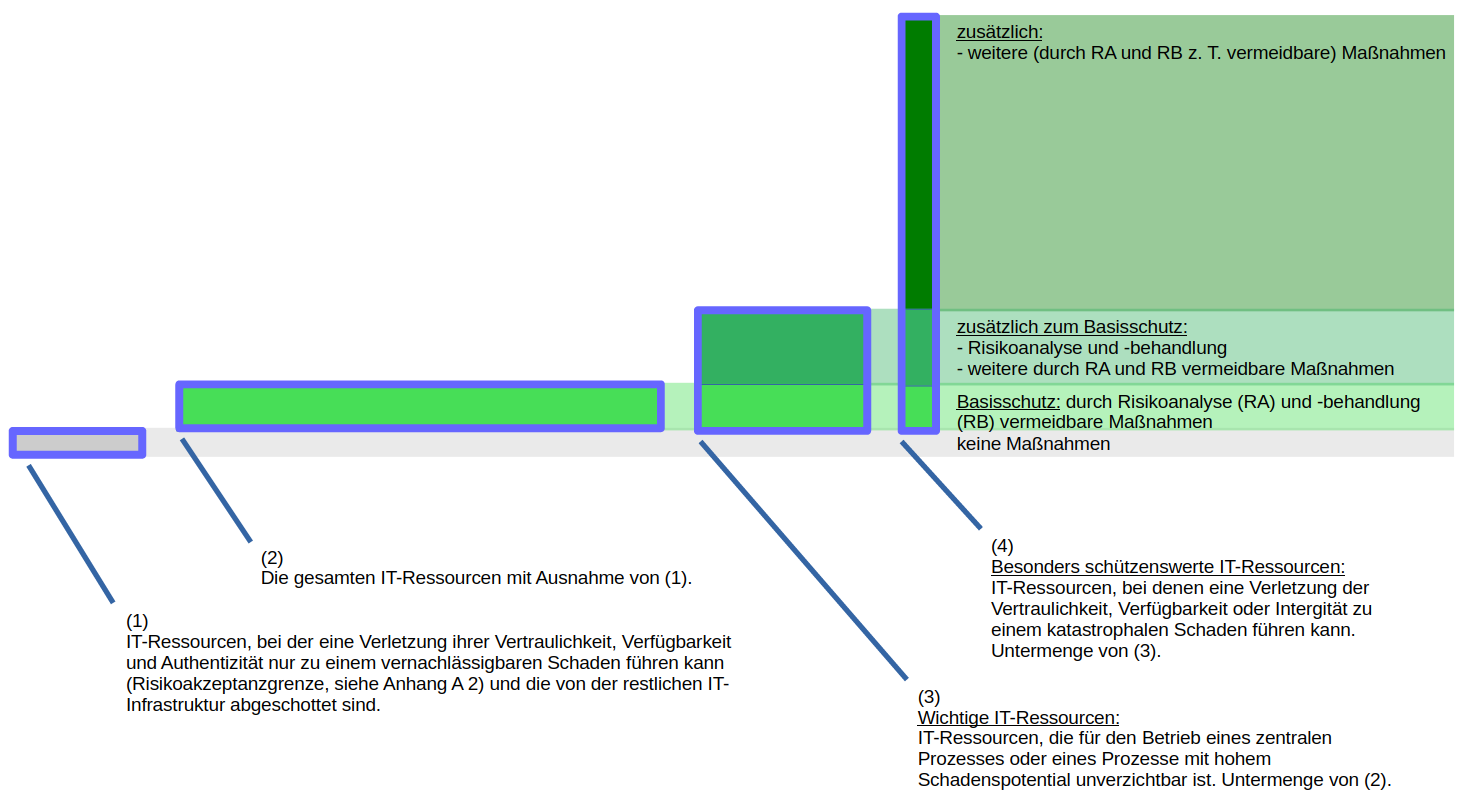 zusätzlich:
- weitere (durch RA und RB z. T. vermeidbare) Maßnahmen
zusätzlich zum Basisschutz:
- Risikoanalyse und -behandlung
- weitere durch RA und RB vermeidbare Maßnahmen
Basisschutz: durch Risikoanalyse (RA) und -behandlung
(RB) vermeidbare Maßnahmen
keine Maßnahmen
(1)
IT-Ressourcen, bei der eine Verletzung ihrer Vertraulichkeit, Verfügbarkeit
und Authentizität nur zu einem vernachlässigbaren Schaden führen kann
(Risikoakzeptanzgrenze, siehe Anhang A 2) und die von der restlichen IT-
Infrastruktur abgeschottet sind.
(2)
Die gesamten IT-Ressourcen mit Ausnahme von (1).
(3)
Wichtige IT-Ressourcen:
IT-Ressourcen, die für den Betrieb eines zentralen
Prozesses oder eines Prozesse mit hohem
Schadenspotential unverzichtbar ist. Untermenge von (2).
(4)
Besonders schützenswerte IT-Ressourcen:
IT-Ressourcen, bei denen eine Verletzung der
Vertraulichkeit, Verfügbarkeit oder Intergität zu
einem katastrophalen Schaden führen kann.
Untermenge von (3).